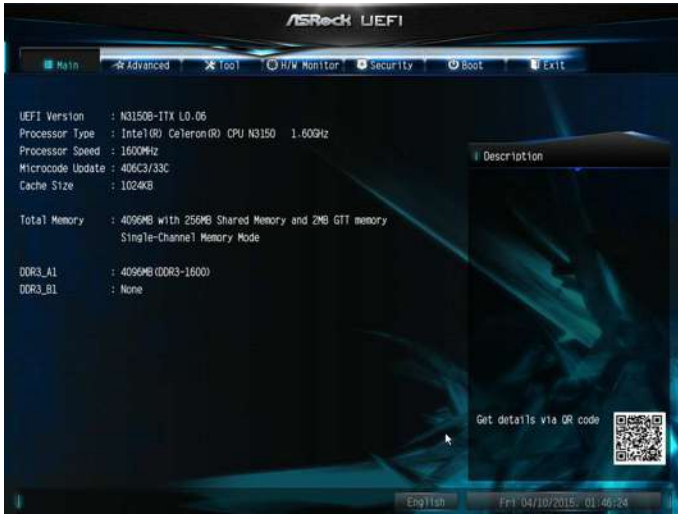 ASRock UEFI
Main Advanced Tool H/W Monitor Security Boot Exit
UEFI Version : N3150B-ITX L0.06
Processor Type : Intel(R) Celeron(R) CPU N3150 1.60GHz
Processor Speed : 1600MHz
Microcode Update : 406C3/33C
Cache Size : 1024KB
Total Memory : 4096MB with 256MB Shared Memory and 2MB GTT memory
Single-Channel Memory Mode
DDR3_A1 : 4096MB(DDR3-1600)
DDR3_B1 : None
Description
Get details via QR code
English Fri 04/10/2015, 01:46:24